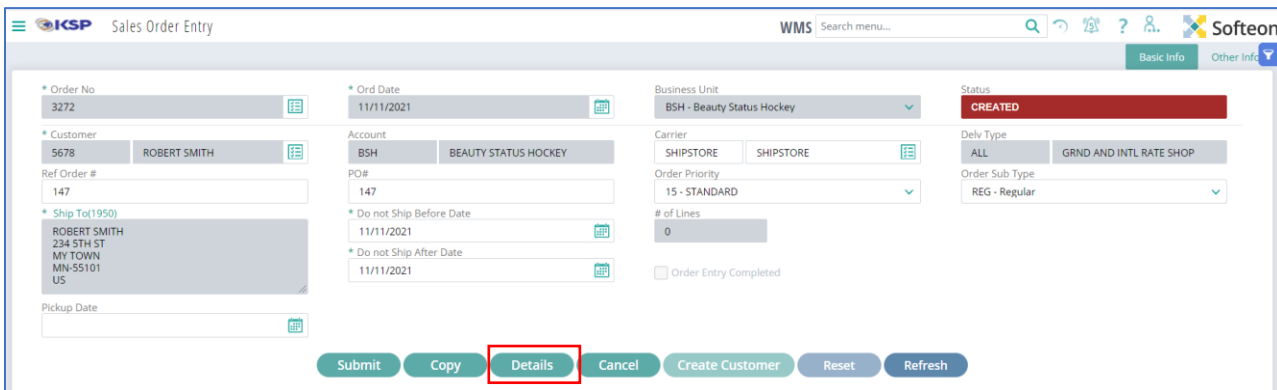 KSP Sales Order Entry WMS Search menu... ? Softeon
Basic Info Other Info
* Order No * Ord Date Business Unit Status
3272 11/11/2021 BSH - Beauty Status Hockey CREATED
* Customer Account Carrier Delv Type
5678 ROBERT SMITH BSH BEAUTY STATUS HOCKEY SHIPSTORE SHIPSTORE ALL GRND AND INTL RATE SHOP
Ref Order # PO# Order Priority Order Sub Type
147 147 15 - STANDARD REG - Regular
* Ship To(1950) * Do not Ship Before Date # of Lines
ROBERT SMITH 11/11/2021 0
234 5TH ST
MY TOWN * Do not Ship After Date
MN-55101 11/11/2021 Order Entry Completed
US
Pickup Date
Submit Copy Details Cancel Create Customer Reset Refresh